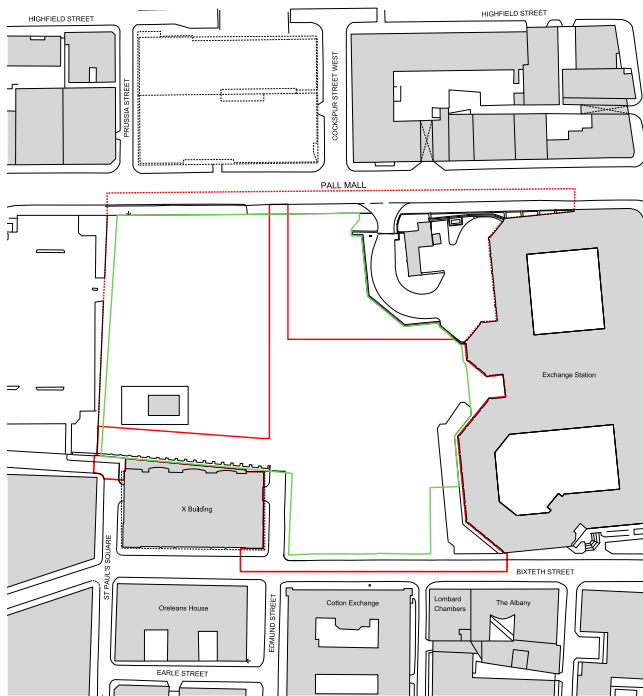 HIGHFIELD STREET
HIGHFIELD STREET
PRUSSIA STREET
COCKSPUR STREET WEST
PALL MALL
Exchange Station
X Building
ST PAUL'S SQUARE
BIXTETH STREET
Oreleans House
EDMUND STREET
Cotton Exchange
Lombard
Chambers
The Albany
EARLE STREET